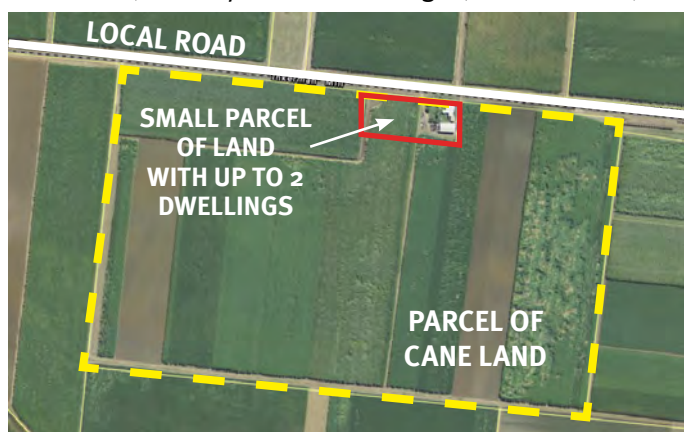 LOCAL ROAD
SMALL PARCEL
OF LAND
WITH UP TO 2
DWELLINGS
PARCEL OF
CANE LAND